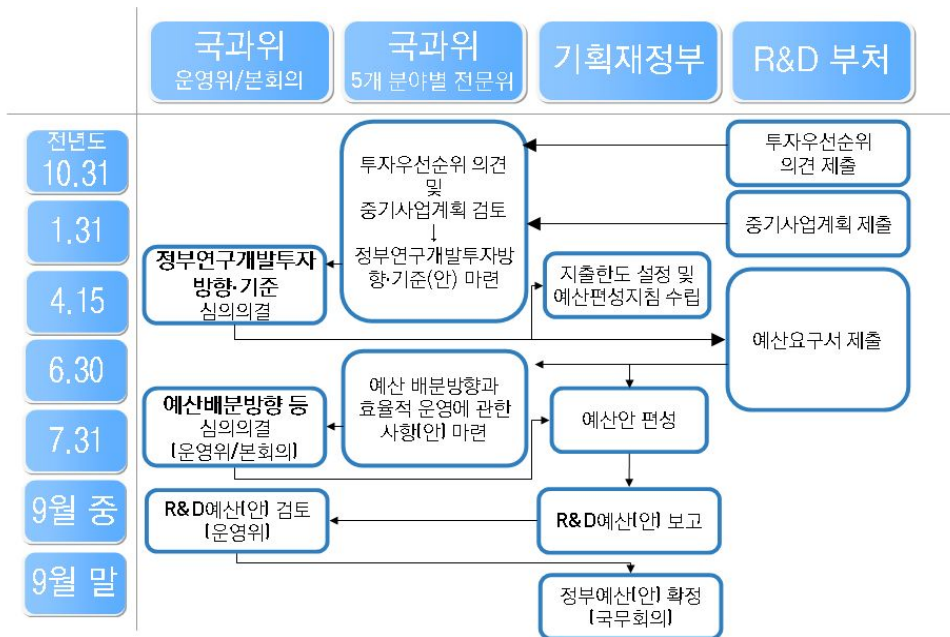 국과위
운영위/본회의
국과위
5개 분야별 전문위
기획재정부
R&D 부처
전년도
10.31
1.31
4.15
6.30
7.31
9월 중
9월 말
투자우선순위 의견
및
중기사업계획 검토
↓
정부연구개발투자방
향·기준(안) 마련
투자우선순위
의견 제출
중기사업계획 제출
정부연구개발투자
방향·기준
심의의결
지출한도 설정 및
예산편성지침 수립
예산요구서 제출
예산배분방향 등
심의의결
(운영위/본회의)
예산 배분방향과
효율적 운영에 관한
사항(안) 마련
예산안 편성
R&D예산(안) 검토
(운영위)
R&D예산(안) 보고
정부예산(안) 확정
(국무회의)